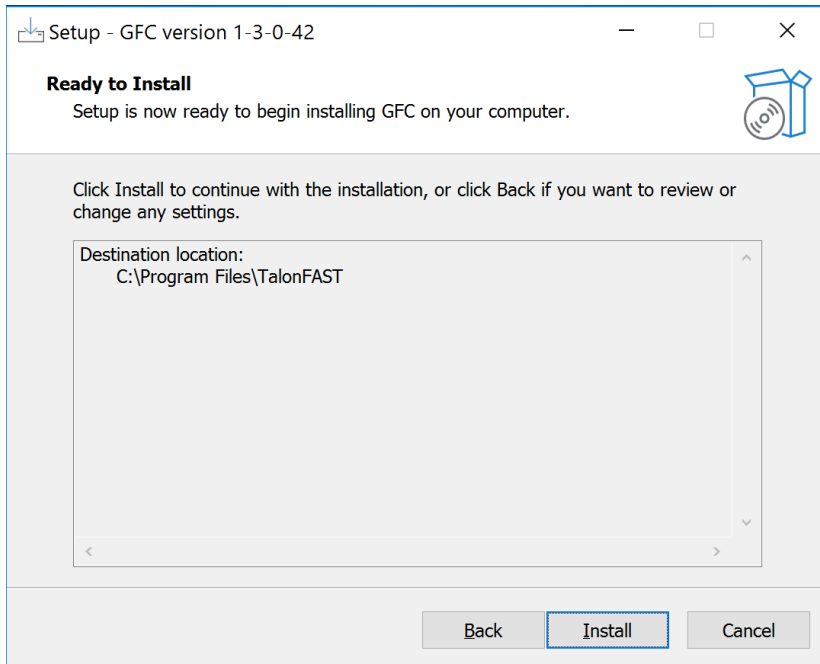 Setup - GFC version 1-3-0-42
Ready to Install
Setup is now ready to begin installing GFC on your computer.
Click Install to continue with the installation, or click Back if you want to review or
change any settings.
Destination location:
C:\Program Files\TalonFAST
Back
Install
Cancel